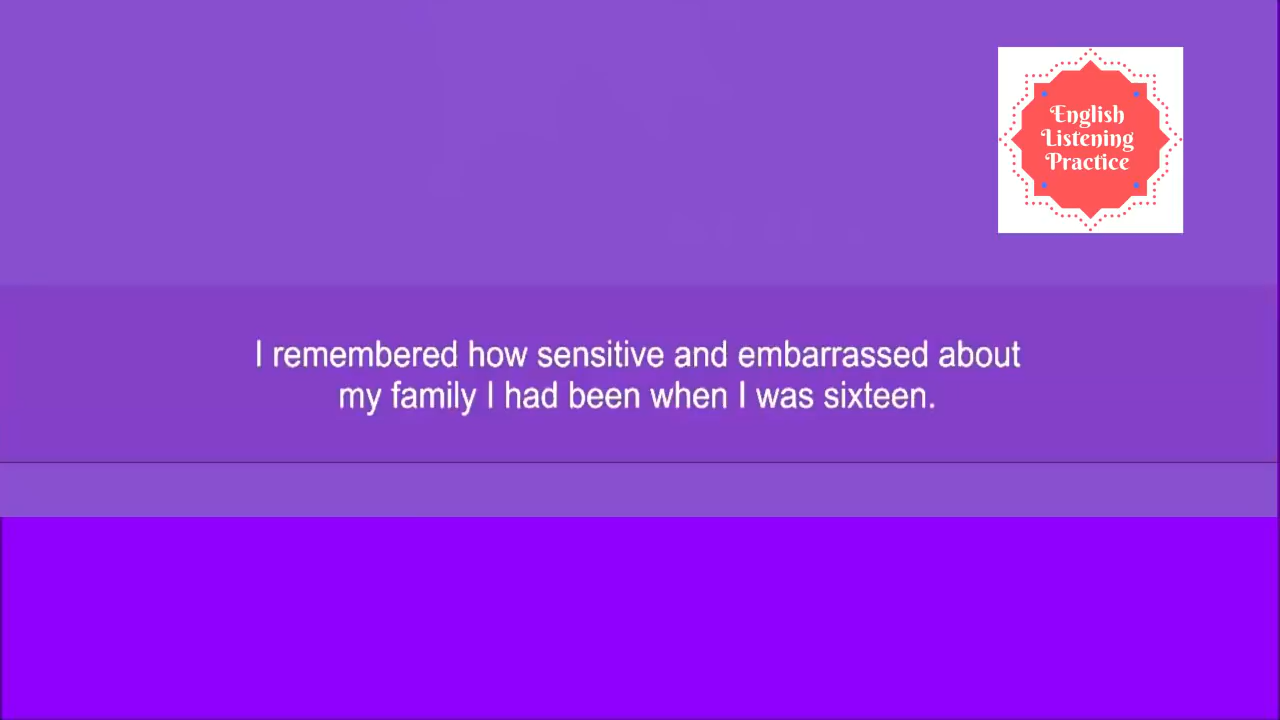 English
Listening
Practice
I remembered how sensitive and embarrassed about
my family I had been when I was sixteen.